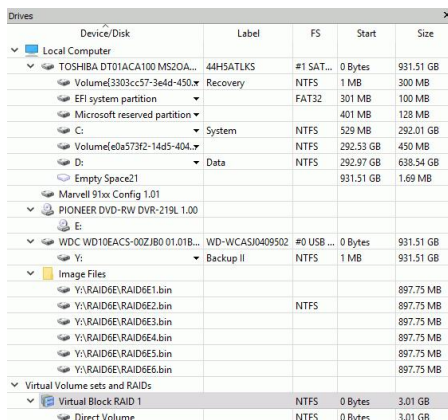 Drives
Device/Disk Label FS Start Size
Local Computer
TOSHIBA DT01ACA100 MS2OA... 44H5ATLKS #1 SAT... 0 Bytes 931.51 GB
Volume{3303cc57-3e4d-450... Recovery NTFS 1 MB 300 MB
EFI system partition FAT32 301 MB 100 MB
Microsoft reserved partition 401 MB 128 MB
C: System NTFS 529 MB 292.01 GB
Volume{e0a573f2-14d5-404... NTFS 292.53 GB 450 MB
D: Data NTFS 292.97 GB 638.54 GB
Empty Space21 931.51 GB 1.69 MB
Marvell 91xx Config 1.01
PIONEER DVD-RW DVR-219L 1.00
E:
WDC WD10EACS-00ZJB0 01.01B... WD-WCASJ0409502 #0 USB ... 0 Bytes 931.51 GB
Y: Backup II NTFS 1 MB 931.51 GB
Image Files
Y:\RAID6E\RAID6E1.bin 897.75 MB
Y:\RAID6E\RAID6E2.bin NTFS 897.75 MB
Y:\RAID6E\RAID6E3.bin 897.75 MB
Y:\RAID6E\RAID6E4.bin 897.75 MB
Y:\RAID6E\RAID6E5.bin 897.75 MB
Y:\RAID6E\RAID6E6.bin 897.75 MB
Virtual Volume sets and RAIDs
Virtual Block RAID 1 NTFS 0 Bytes 3.01 GB
Direct Volume NTFS 0 Bytes 3.01 GB